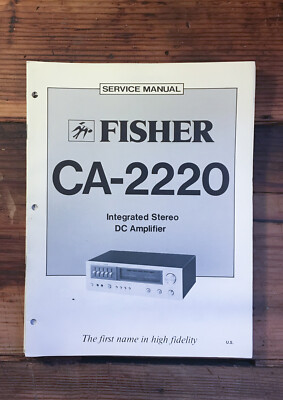 SERVICE MANUAL
FISHER
CA-2220
Integrated Stereo
DC Amplifier
The first name in high fidelity
U.S.